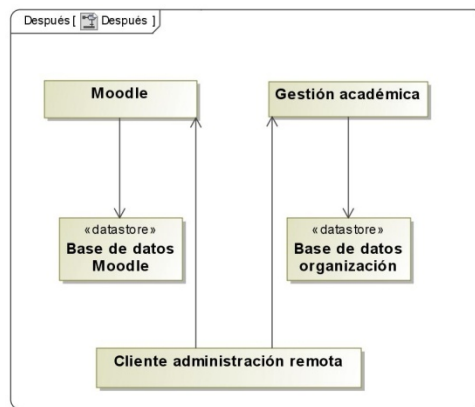 Después [ Después ]
Moodle
Gestión académica
«datastore»
Base de datos
Moodle
«datastore»
Base de datos
organización
Cliente administración remota